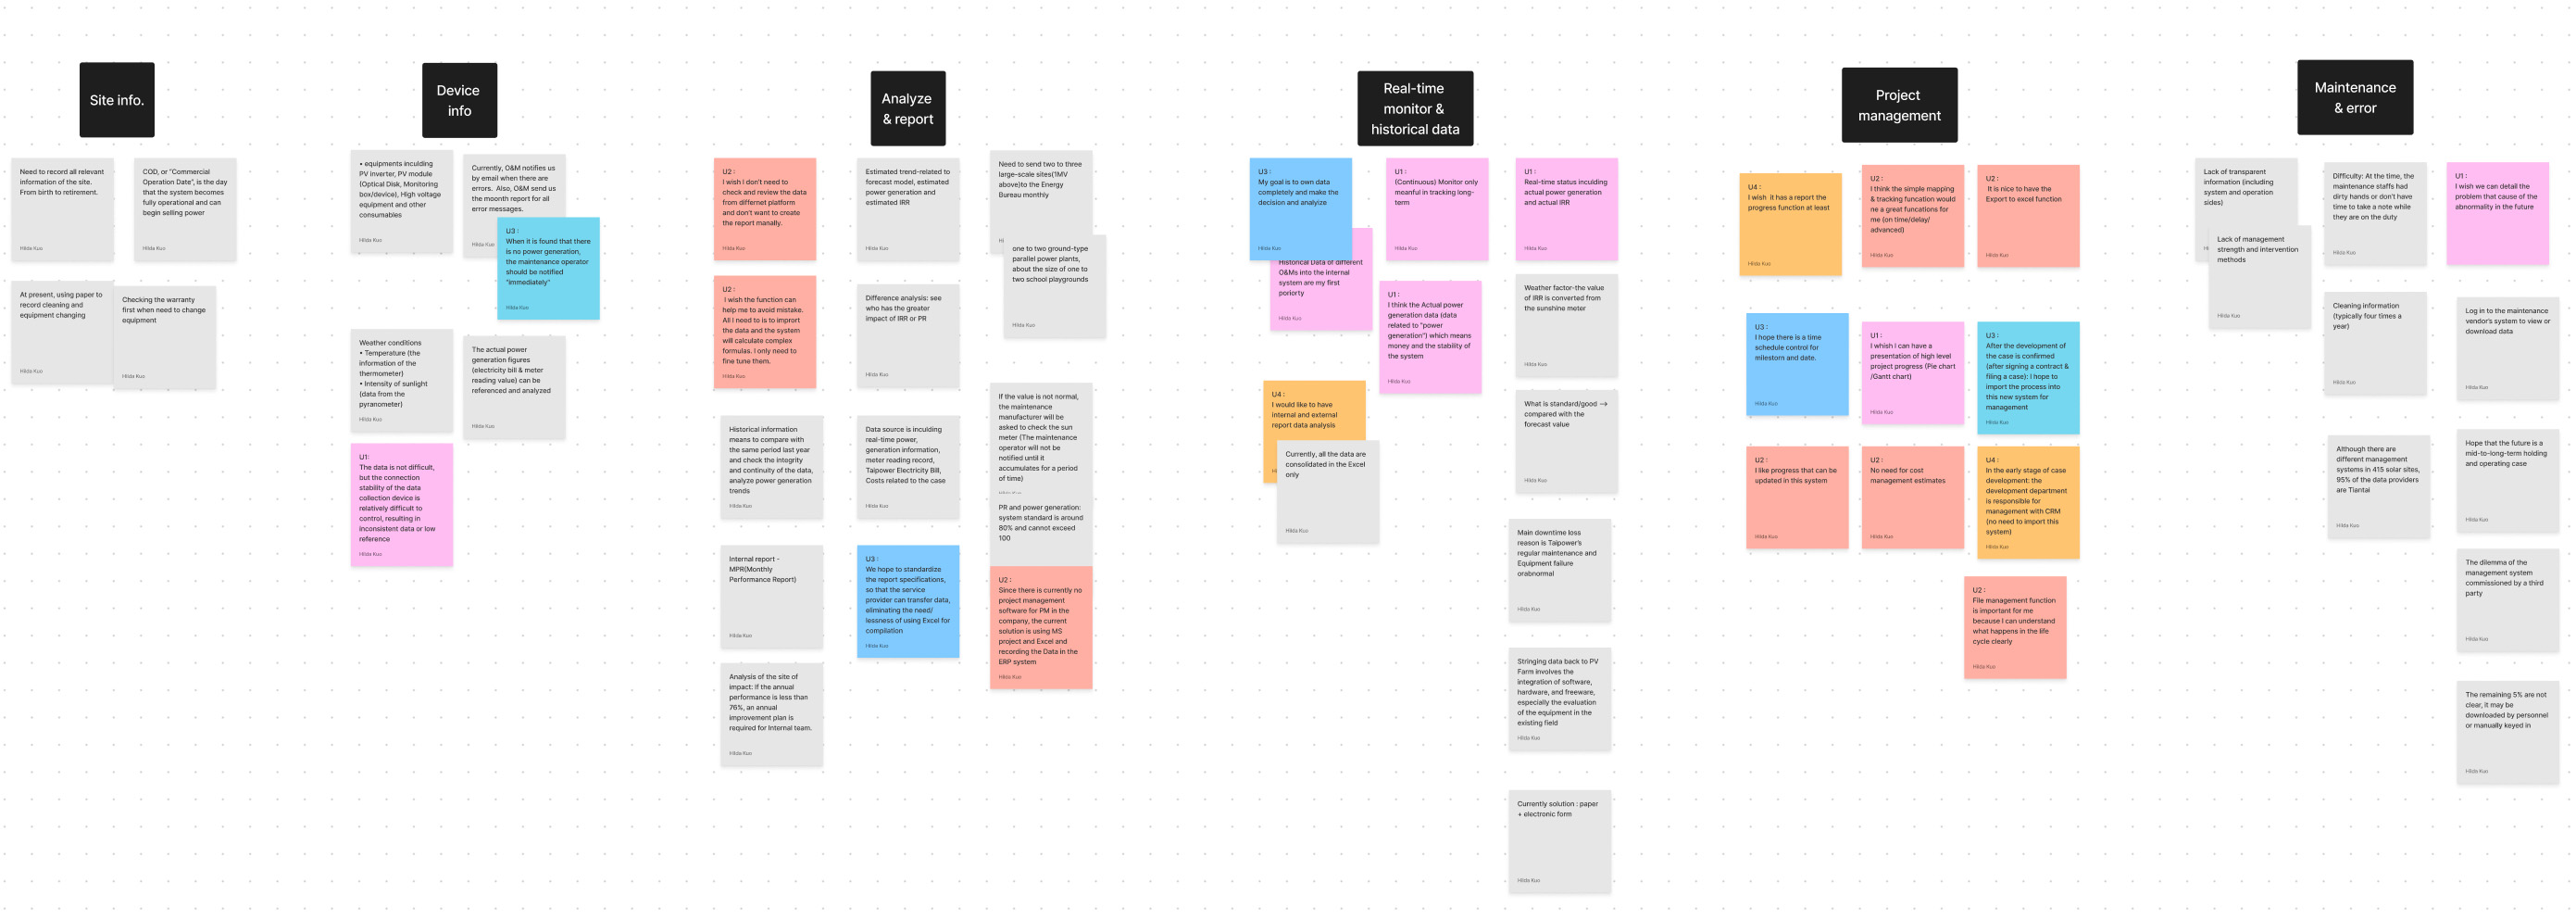 Site info.
Need to record all relevant
information of the site.
From birth to retirement.
Hilda Kuo
COD, or "Commercial
Operation Date", is the day
that the system becomes
fully operational and can
begin selling power
Hilda Kuo
At present, using paper to
record cleaning and
equipment changing
Hilda Kuo
Checking the warranty
first when need to change
equipment
Hilda Kuo
Device
info
• equipments inculding
PV inverter, PV module
(Optical Disk, Monitoring
box/device), High voltage
equipment and other
consumables
Hilda Kuo
Currently, O&M notifies us
by email when there are
errors. Also, O&M send us
the moonth report for all
error messages.
Hilda Kuo
U3 :
When it is found that there
is no power generation,
the maintenance operator
should be notified
"immediately"
Hilda Kuo
Weather conditions
• Temperature (the
information of the
thermometer)
• Intensity of sunlight
(data from the
pyranometer)
Hilda Kuo
The actual power
generation figures
(electricity bill & meter
reading value) can be
referenced and analyzed
Hilda Kuo
U1:
The data is not difficult,
but the connection
stability of the data
collection device is
relatively difficult to
control, resulting in
inconsistent data or low
reference
Hilda Kuo
Analyze
& report
U2 :
I wish I don't need to
check and review the data
from differnet platform
and don't want to create
the report manally.
Hilda Kuo
Estimated trend-related to
forecast model, estimated
power generation and
estimated IRR
Hilda Kuo
Need to send two to three
large-scale sites(1MV
above)to the Energy
Bureau monthly
one to two ground-type
parallel power plants,
about the size of one to
two school playgrounds
Hilda Kuo
U2 :
I wish the function can
help me to avoid mistake.
All I need to is to imprort
the data and the system
will calculate complex
formulas. I only need to
fine tune them.
Hilda Kuo
Difference analysis: see
who has the greater
impact of IRR or PR
Hilda Kuo
Historical information
means to compare with
the same period last year
and check the integrity
and continuity of the data,
analyze power generation
trends
Hilda Kuo
Data source is inculding
real-time power,
generation information,
meter reading record,
Taipower Electricity Bill,
Costs related to the case
Hilda Kuo
If the value is not normal,
the maintenance
manufacturer will be
asked to check the sun
meter (The maintenance
operator will not be
notified until it
accumulates for a period
of time)
PR and power generation:
system standard is around
80% and cannot exceed
100
Internal report -
MPR(Monthly
Performance Report)
Hilda Kuo
U3 :
We hope to standardize
the report specifications,
so that the service
provider can transfer data,
eliminating the need/
lessness of using Excel for
compilation
Hilda Kuo
U2 :
Since there is currently no
project management
software for PM in the
company, the current
solution is using MS
project and Excel and
recording the Data in the
ERP system
Hilda Kuo
Analysis of the site of
impact: if the annual
performance is less than
76%, an annual
improvement plan is
required for Internal team.
Hilda Kuo
Real-time
monitor &
historical data
U3 :
My goal is to own data
completely and make the
decision and analyize
Hilda Kuo
Historical Data of different
O&Ms into the internal
system are my first
poriorty
Hilda Kuo
U1 :
(Continuous) Monitor only
meanful in tracking long-
term
U1 :
I think the Actual power
generation data (data
related to "power
generation") which means
money and the stability of
the system
Hilda Kuo
U1 :
Real-time status inculding
actual power generation
and actual IRR
Hilda Kuo
Weather factor-the value
of IRR is converted from
the sunshine meter
Hilda Kuo
U4 :
I would like to have
internal and external
report data analysis
Currently, all the data are
consolidated in the Excel
only
Hilda Kuo
What is standard/good →
compared with the
forecast value
Hilda Kuo
Main downtime loss
reason is Taipower's
regular maintenance and
Equipment failure
orabnormal
Hilda Kuo
Stringing data back to PV
Farm involves the
integration of software,
hardware, and freeware,
especially the evaluation
of the equipment in the
existing field
Hilda Kuo
Currently solution : paper
+ electronic form
Hilda Kuo
Project
management
U4 :
I wish it has a report the
progress function at least
Hilda Kuo
U2 :
I think the simple mapping
& tracking funcation would
ne a great funcations for
me (on time/delay/
advanced)
Hilda Kuo
U2 :
It is nice to have the
Export to excel function
Hilda Kuo
U3 :
I hope there is a time
schedule control for
milestorn and date.
Hilda Kuo
U1 :
I whish I can have a
presentation of high level
project progress (Pie chart
/Gantt chart)
Hilda Kuo
U3 :
After the development of
the case is confirmed
(after signing a contract &
filing a case): I hope to
import the process into
this new system for
management
Hilda Kuo
U2 :
I like progress that can be
updated in this system
Hilda Kuo
U2 :
No need for cost
management estimates
Hilda Kuo
U4 :
In the early stage of case
development: the
development department
is responsible for
management with CRM
(no need to import this
system)
Hilda Kuo
U2 :
File management function
is important for me
because I can understand
what happens in the life
cycle clearly
Hilda Kuo
Maintenance
& error
Lack of transparent
information (including
system and operation
sides)
Lack of management
strength and intervention
methods
Hilda Kuo
Difficulty: At the time, the
maintenance staffs had
dirty hands or don't have
time to take a note while
they are on the duty
Hilda Kuo
U1 :
I wish we can detail the
problem that cause of the
abnormality in the future
Hilda Kuo
Cleaning information
(typically four times a
year)
Hilda Kuo
Log in to the maintenance
vendor's system to view or
download data
Hilda Kuo
Although there are
different management
systems in 415 solar sites,
95% of the data providers
are Tiantai
Hilda Kuo
Hope that the future is a
mid-to-long-term holding
and operating case
Hilda Kuo
The dilemma of the
management system
commissioned by a third
party
Hilda Kuo
The remaining 5% are not
clear, it may be
downloaded by personnel
or manually keyed in
Hilda Kuo